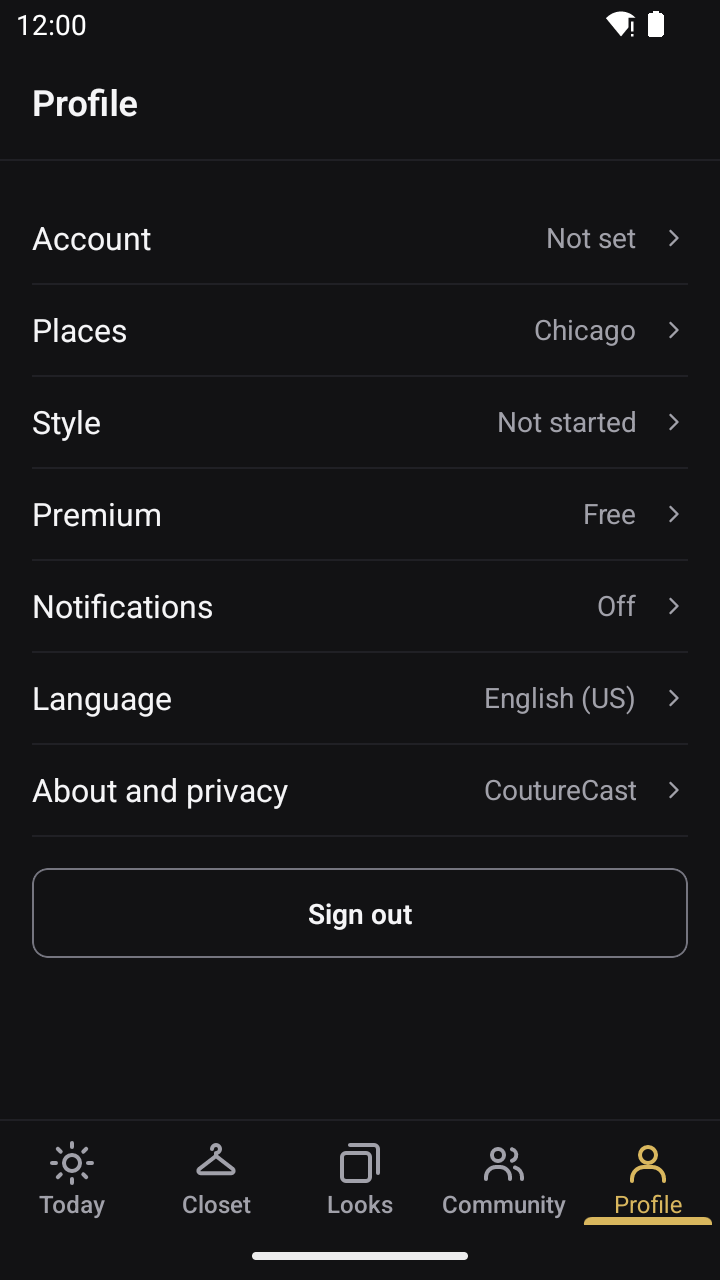 12:00
Profile
Account Not set
Places Chicago
Style Not started
Premium Free
Notifications Off
Language English (US)
About and privacy CoutureCast
Sign out
Today Closet Looks Community Profile